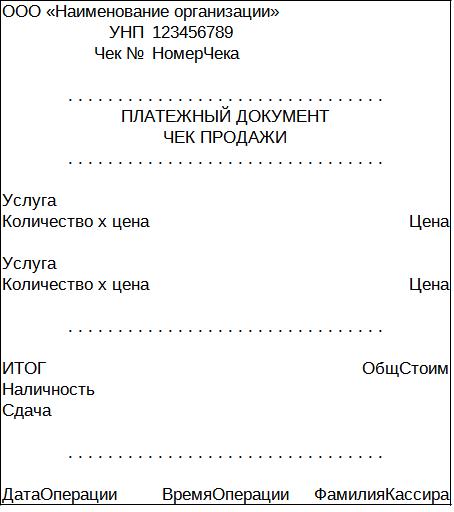 ООО «Наименование организации»
УНП 123456789
Чек № НомерЧека
. . . . . . . . . . . . . . . . . . . . . . . . . . . . . . . .
ПЛАТЕЖНЫЙ ДОКУМЕНТ
ЧЕК ПРОДАЖИ
. . . . . . . . . . . . . . . . . . . . . . . . . . . . . . . .
Услуга
Количество х цена Цена
Услуга
Количество х цена Цена
. . . . . . . . . . . . . . . . . . . . . . . . . . . . . . . .
ИТОГ ОбщСтоим
Наличность
Сдача
. . . . . . . . . . . . . . . . . . . . . . . . . . . . . . . .
ДатаОперации ВремяОперации ФамилияКассира